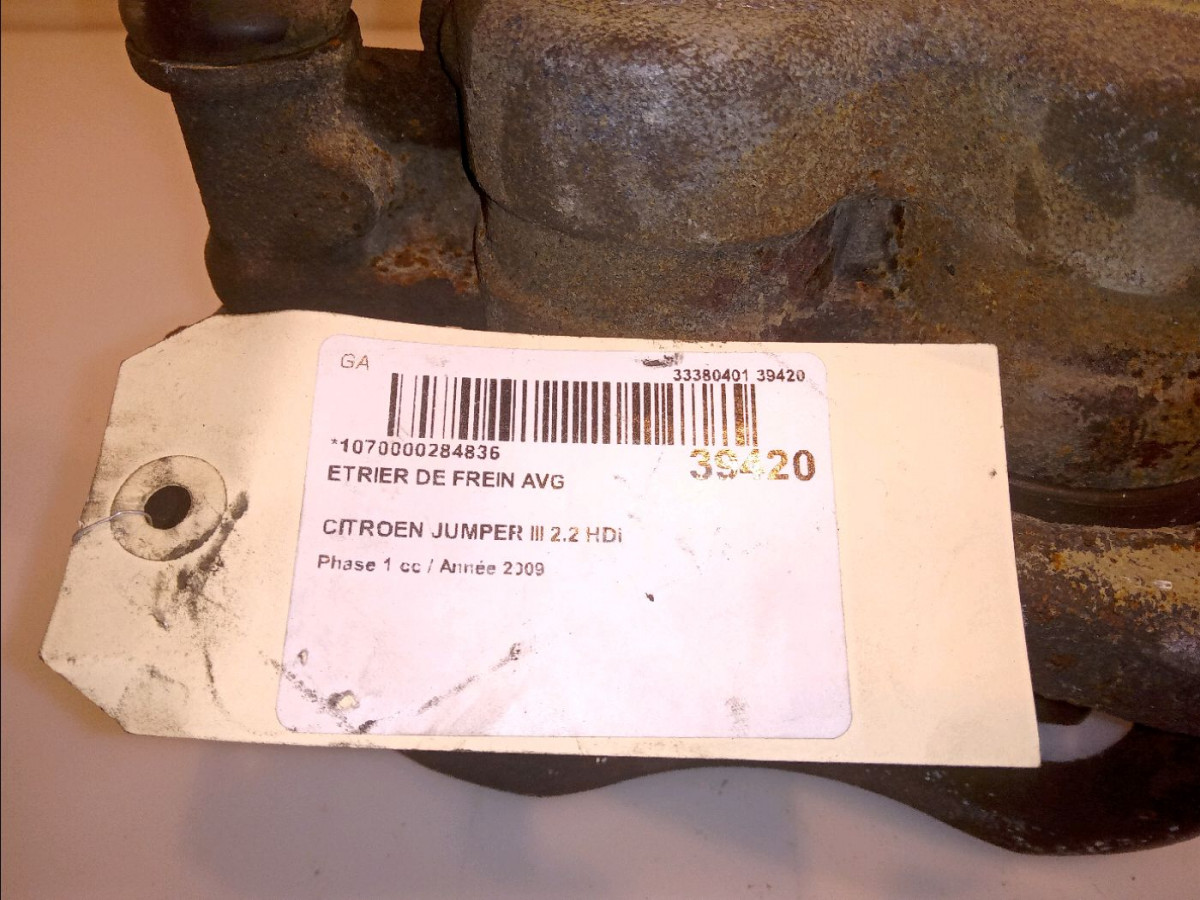 GA
33380401 39420
*1070000284836
39420
ETRIER DE FREIN AVG
CITROEN JUMPER III 2.2 HDi
Phase 1 cc / Année 2009